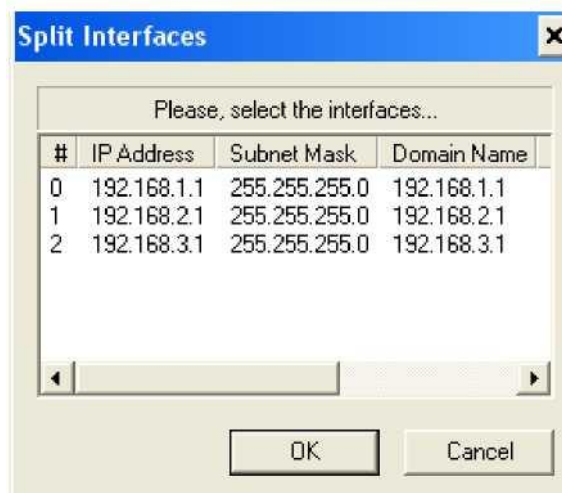 Split Interfaces
Please, select the interfaces...
# IP Address Subnet Mask Domain Name
0 192.168.1.1 255.255.255.0 192.168.1.1
1 192.168.2.1 255.255.255.0 192.168.2.1
2 192.168.3.1 255.255.255.0 192.168.3.1
OK Cancel